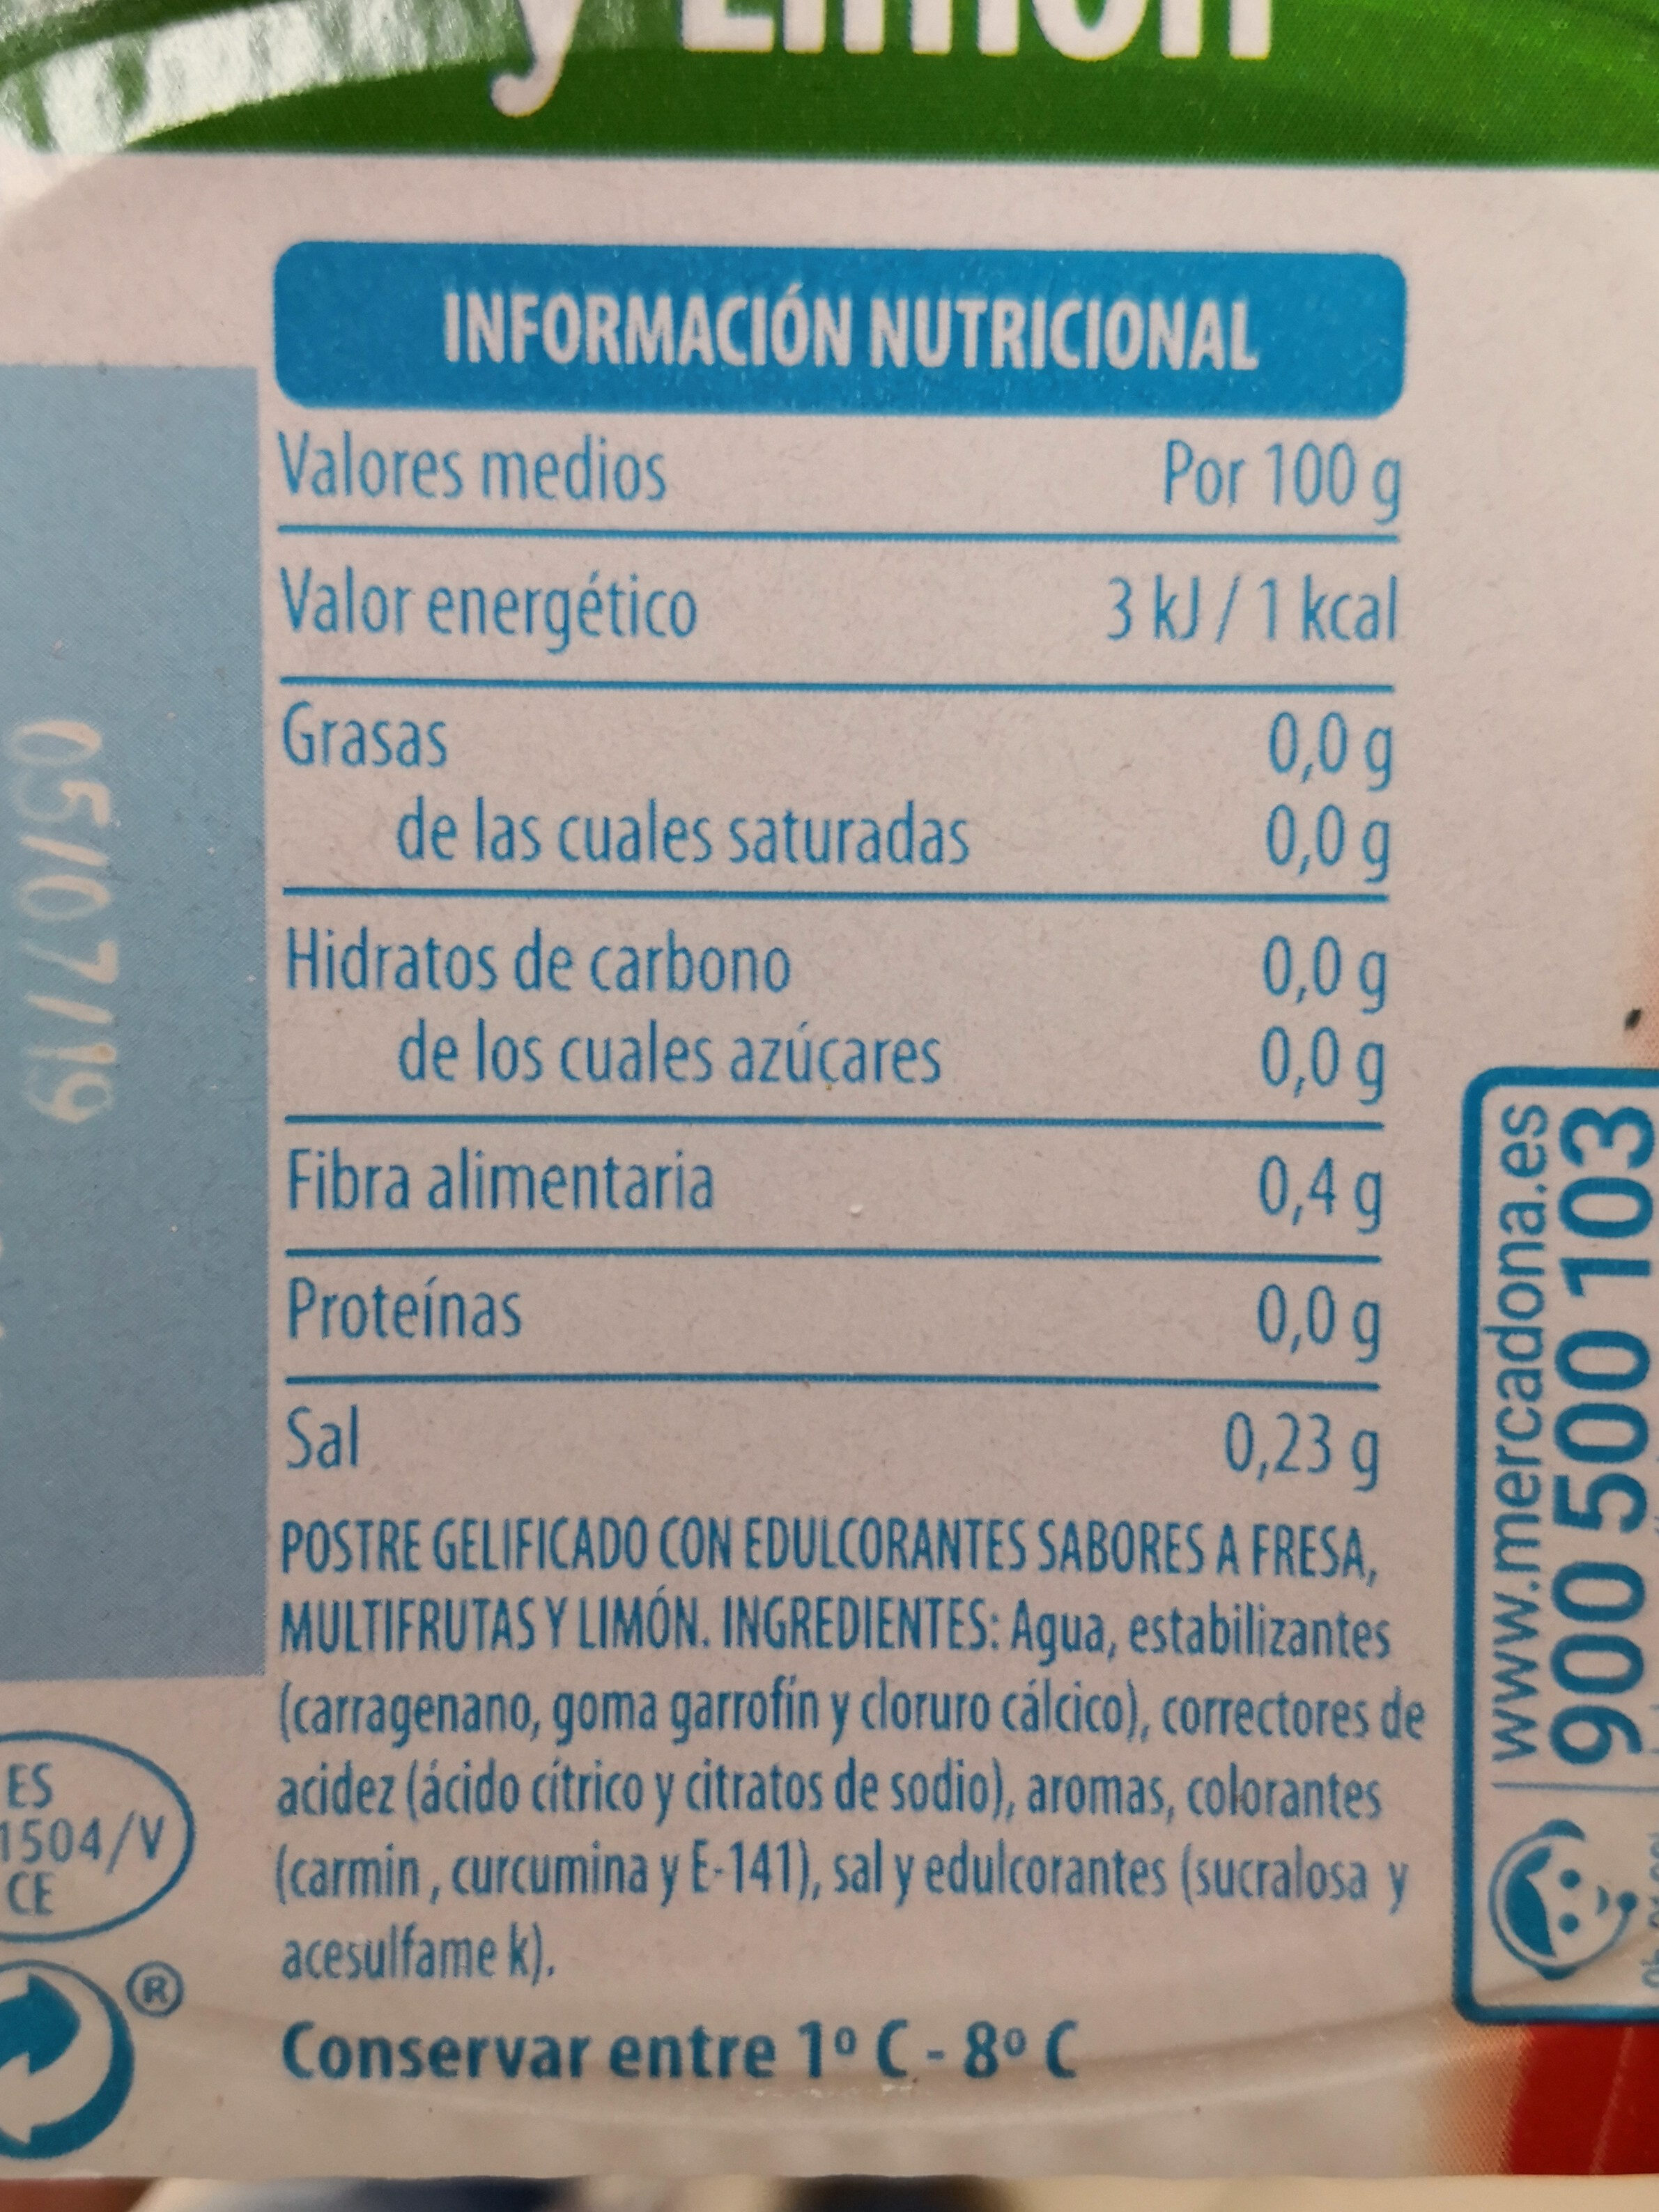 y Limón
INFORMACIÓN NUTRICIONAL
Valores medios Por 100 g
Valor energético 3 kJ / 1 kcal
Grasas 0,0 g
de las cuales saturadas 0,0 g
Hidratos de carbono 0,0 g
de los cuales azúcares 0,0 g
Fibra alimentaria 0,4 g
Proteínas 0,0 g
Sal 0,23 g
POSTRE GELIFICADO CON EDULCORANTES SABORES A FRESA,
MULTIFRUTAS Y LIMÓN. INGREDIENTES: Agua, estabilizantes
(carragenano, goma garrofín y cloruro cálcico), correctores de
acidez (ácido cítrico y citratos de sodio), aromas, colorantes
(carmín, curcumina y E-141), sal y edulcorantes (sucralosa y
acesulfame k).
Conservar entre 1º C - 8º C
05/07/19
ES
1504/V
CE
®
www.mercadona.es
900 500 103